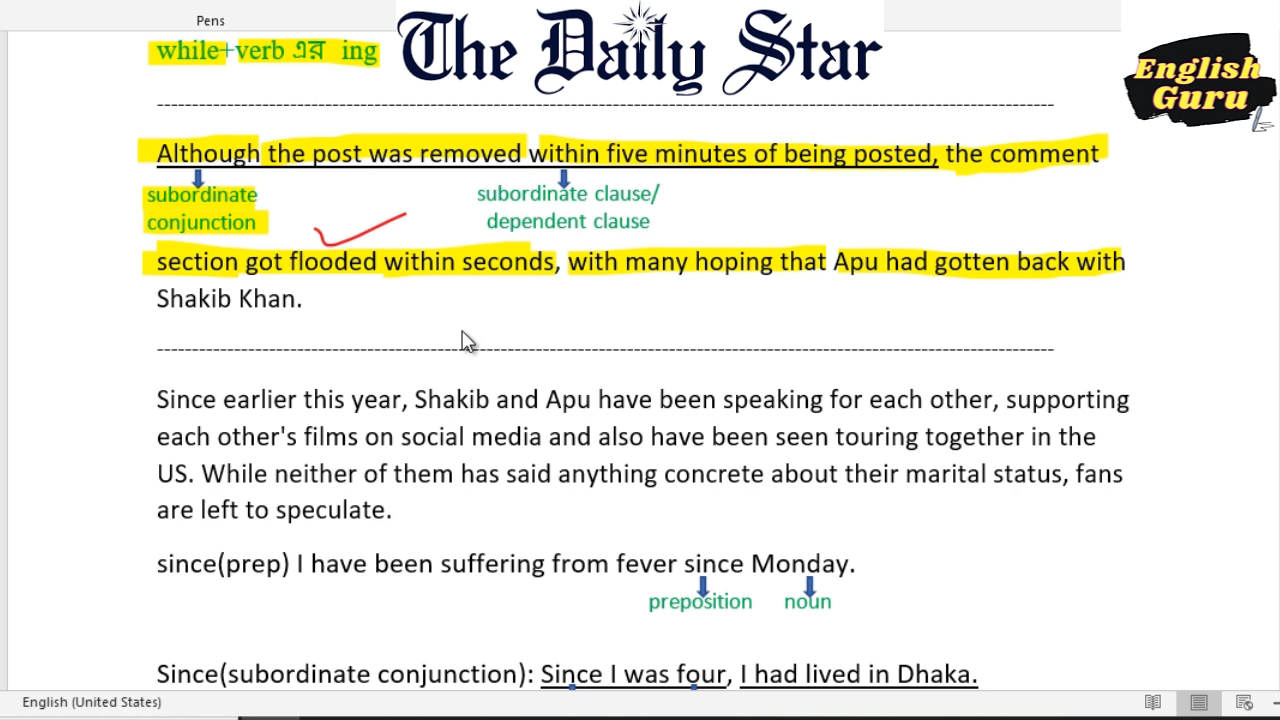 Pens
while+verb এর ing
The Daily Star
English
Guru
Although the post was removed within five minutes of being posted, the comment
subordinate
conjunction
subordinate clause/
dependent clause
section got flooded within seconds, with many hoping that Apu had gotten back with
Shakib Khan.
Since earlier this year, Shakib and Apu have been speaking for each other, supporting
each other's films on social media and also have been seen touring together in the
US. While neither of them has said anything concrete about their marital status, fans
are left to speculate.
since(prep) I have been suffering from fever since Monday.
preposition noun
Since(subordinate conjunction): Since I was four, I had lived in Dhaka.
English (United States)